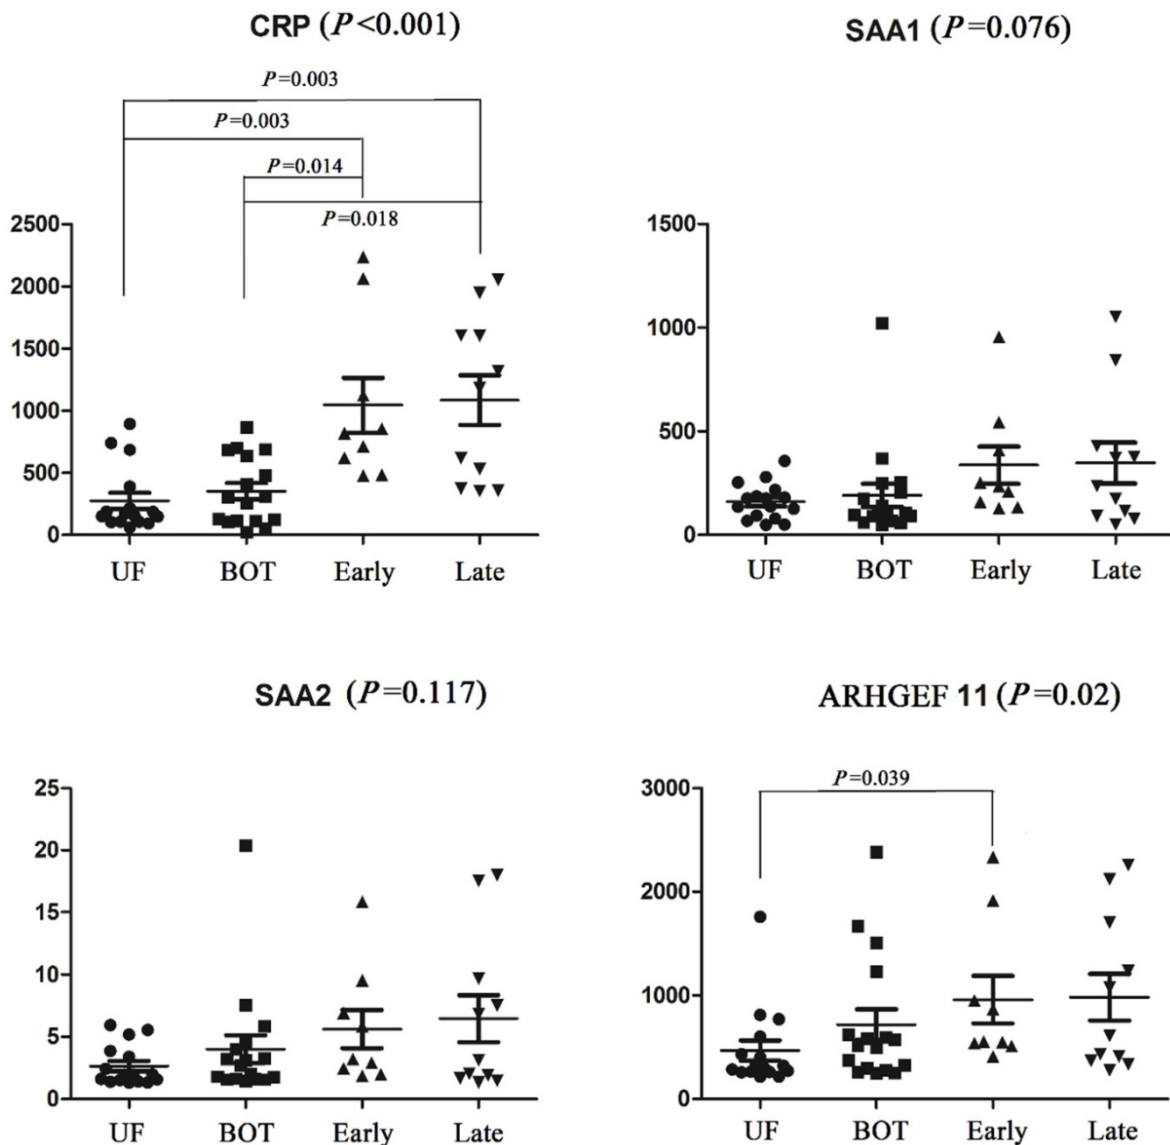 CRP (P<0.001)
P=0.003
P=0.003
P=0.014
P=0.018
2500
2000
1500
1000
500
0
UF BOT Early Late
SAA1 (P=0.076)
1500
1000
500
0
UF BOT Early Late
SAA2 (P=0.117)
25
20
15
10
5
0
UF BOT Early Late
ARHGEF 11 (P=0.02)
P=0.039
3000
2000
1000
0
UF BOT Early Late